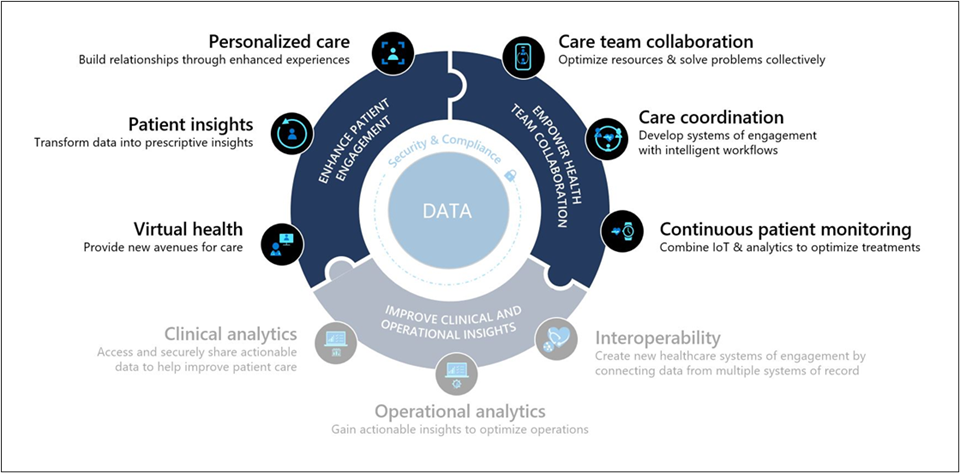 Personalized care
Build relationships through enhanced experiences
Patient insights
Transform data into prescriptive insights
Virtual health
Provide new avenues for care
Care team collaboration
Optimize resources & solve problems collectively
Care coordination
Develop systems of engagement
with intelligent workflows
Continuous patient monitoring
Combine IoT & analytics to optimize treatments
ENHANCE PATIENT
ENGAGEMENT
EMPOWER HEALTH
TEAM COLLABORATION
Security & Compliance
DATA
IMPROVE CLINICAL AND
OPERATIONAL INSIGHTS
Clinical analytics
Access and securely share actionable
data to help improve patient care
Operational analytics
Gain actionable insights to optimize operations
Interoperability
Create new healthcare systems of engagement by
connecting data from multiple systems of record